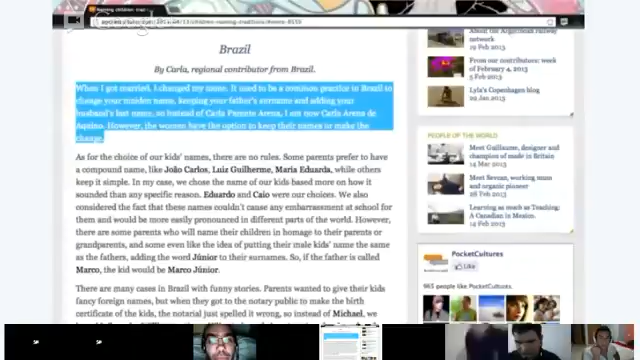 Brazil
By Carla, regional contributor from Brazil.
When I got married, I changed my name. It used to be a common practice in Brazil to
change your maiden name, keeping your father's surname and adding your
husband's last name, so instead of Carla Arena, I am now Carla Arena de
Aquino. However, the women have the option to keep their names or make the
change.
As for the choice of our kids' names, there are no rules. Some parents prefer to have
a compound name, like João Carlos, Luiz Guilherme, Maria Eduarda, while others
keep it simple. In my case, we chose the name of our kids based more on how it
sounded than any specific reason. Eduardo and Caio were our choices. We also
considered the fact that these names couldn't cause any embarrassment at school for
them and would be more easily pronounced in different parts of the world. However,
there are some parents who will name their children in homage to their parents or
grandparents, and some even like the idea of putting their male kids' name the same
as the fathers, adding the word Júnior to their surnames. So, if the father is called
Marco, the kid would be Marco Júnior.
There are many cases in Brazil with funny stories. Parents wanted to give their kids
fancy foreign names, but when they got to the notary public to make the birth
certificate of the kids, the notarial just spelled it wrong, so instead of Michael, we
About the Argentinean railway
network
19 Feb 2013
From our contributors: week of
February 4, 2013
5 Feb 2013
Lyla's Copenhagen blog
PEOPLE OF THE WORLD
Meet Guillaume, designer and
champion of made in Britain
14 Mar 2013
Meet Sevcan, working mum
and organic pioneer
26 Feb 2013
Learning as much as Teaching:
A Canadian in Mexico.
14 Feb 2013
PocketCultures
Like
965 people like PocketCultures.